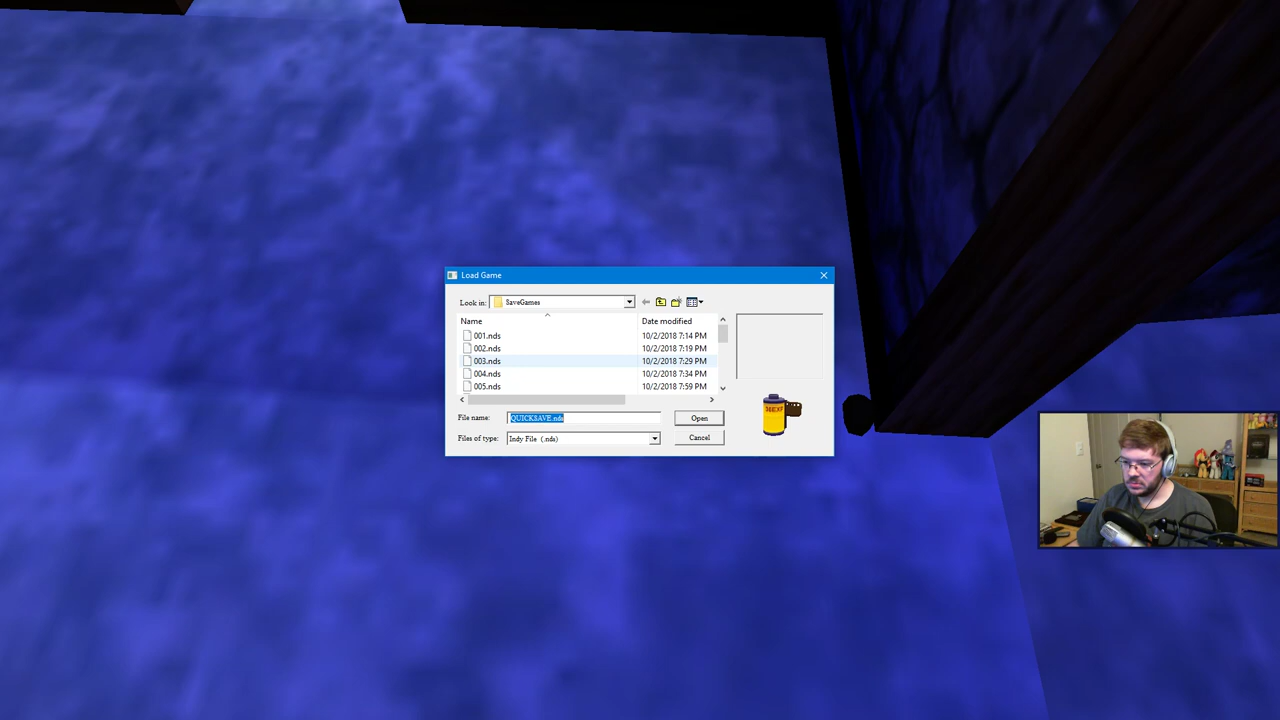 Load Game
Look in: SaveGames
Name Date modified
001.nds 10/2/2018 7:14 PM
002.nds 10/2/2018 7:19 PM
003.nds 10/2/2018 7:29 PM
004.nds 10/2/2018 7:34 PM
005.nds 10/2/2018 7:59 PM
File name: QUICKSAVE.nds Open
Files of type: Indy File (.nds) Cancel